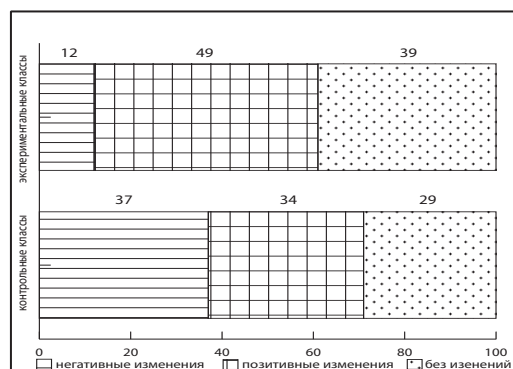 12 49 39
экспериментальные классы
37 34 29
контрольные классы
0 20 40 60 80 100
негативные изменения позитивные изменения без изенений